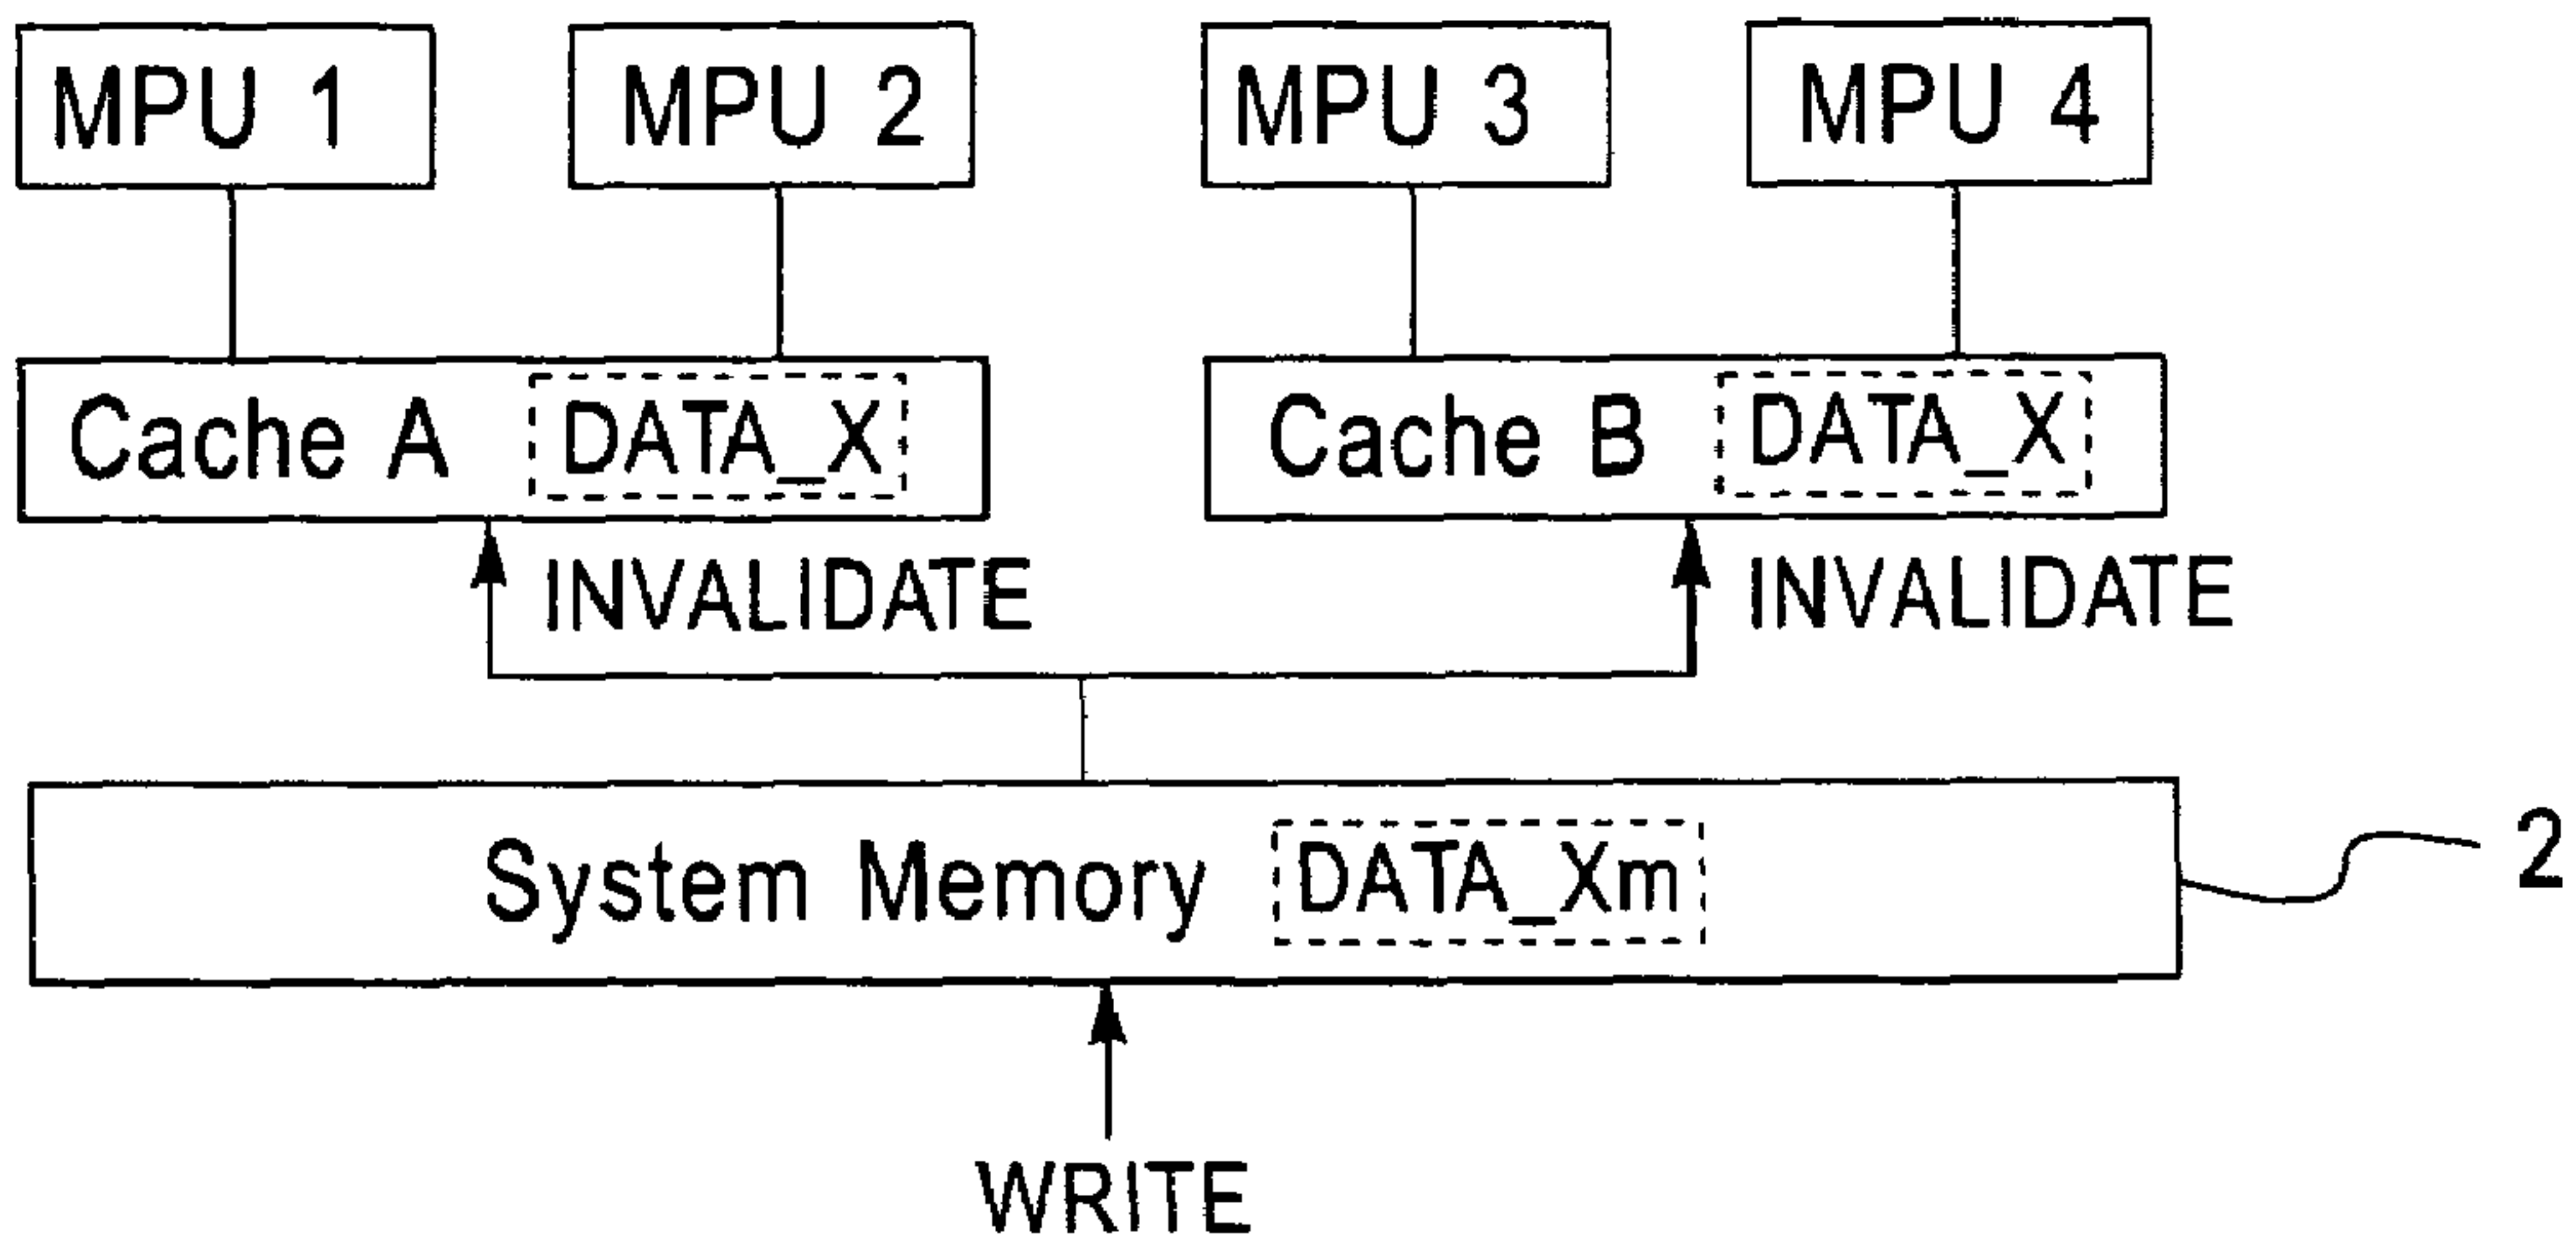 MPU 1
MPU 2
MPU 3
MPU 4
Cache A DATA_X
Cache B DATA_X
INVALIDATE
INVALIDATE
System Memory DATA_Xm
2
WRITE